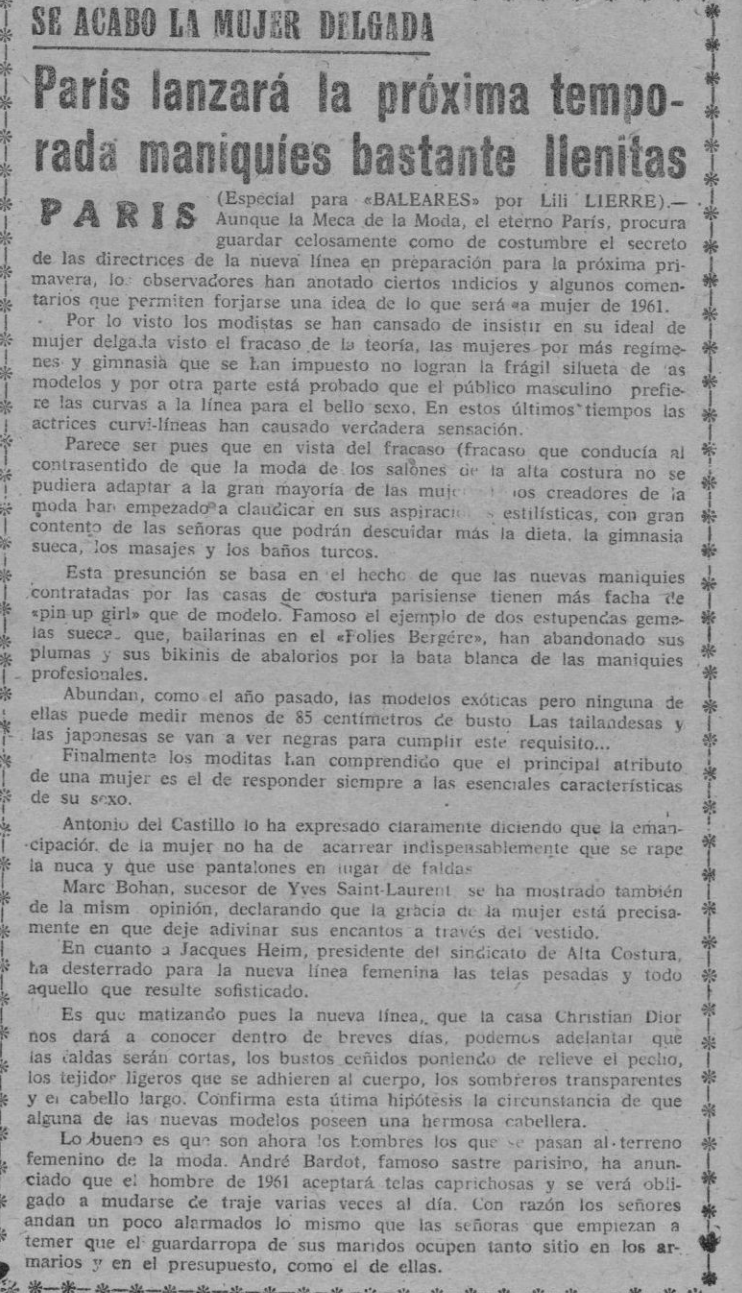 SE ACABO LA MUJER DELGADA
París lanzará la próxima tempo-
rada maniquíes bastante llenitas
PARIS (Especial para «BALEARES» por Lili LIERRE).—
Aunque la Meca de la Moda, el eterno París, procura
guardar celosamente como de costumbre el secreto
de las directrices de la nueva línea en preparación para la próxima pri-
mavera, lo observadores han anotado ciertos indicios y algunos comen-
tarios que permiten forjarse una idea de lo que será a mujer de 1961.
Por lo visto los modistas se han cansado de insistir en su ideal de
mujer delgada visto el fracaso de la teoría, las mujeres por más regíme-
nes y gimnasia que se han impuesto no logran la frágil silueta de as
modelos y por otra parte está probado que el público masculino prefie-
re las curvas a la línea para el bello sexo. En estos últimos tiempos las
actrices curvi-líneas han causado verdadera sensación.
Parece ser pues que en vista del fracaso (fracaso que conducía al
contrasentido de que la moda de los salones de la alta costura no se
pudiera adaptar a la gran mayoría de las creadores de la
moda han empezado a claudicar en sus estilísticas, con gran
contento de las señoras que podrán descuidar más la dieta, la gimnasia
sueca, los masajes y los baños turcos.
Esta presunción se basa en el hecho de que las nuevas maniquies
contratadas por las casas de costura parisiense tienen más facha de
«pin up girl» que de modelo. Famoso el ejemplo de dos estupendas geme-
las sueca que, bailarinas en el «Folies Bergére», han abandonado sus
plumas y sus bikinis de abalorios por la bata blanca de las maniquies
profesionales.
Abundan, como el año pasado, las modelos exóticas pero ninguna de
ellas puede medir menos de 85 centímetros de busto Las tailandesas y
las japonesas se van a ver negras para cumplir este requisito...
Finalmente los moditas han comprendido que el principal atributo
de una mujer es el de responder siempre a las esenciales características
de su sexo.
Antonio del Castillo lo ha expresado claramente diciendo que la eman-
cipación de la mujer no ha de acarrear indispensablemente que se rape
la nuca y que use pantalones en lugar de faldas
Marc Bohan, sucesor de Yves Saint-Laurent se ha mostrado también
de la mism opinión, declarando que la gracia de la mujer está precisa-
mente en que deje adivinar sus encantos a través del vestido.
En cuanto a Jacques Heim, presidente del sindicato de Alta Costura,
ha desterrado para la nueva línea femenina las telas pesadas y todo
aquello que resulte sofisticado.
Es que matizando pues la nueva línea, que la casa Christian Dior
nos dará a conocer dentro de breves días, podemos adelantar que
las faldas serán cortas, los bustos ceñidos poniendo de relieve el pecho,
los tejidos ligeros que se adhieren al cuerpo, los sombreros transparentes
y el cabello largo. Confirma esta útima hipótesis la circunstancia de que
alguna de las nuevas modelos poseen una hermosa cabellera.
Lo bueno es que son ahora los hombres los que se pasan al terreno
femenino de la moda. André Bardot, famoso sastre parisino, ha anun-
ciado que el hombre de 1961 aceptará telas caprichosas y se verá obli-
gado a mudarse de traje varias veces al día. Con razón los señores
andan un poco alarmados lo mismo que las señoras que empiezan a
temer que el guardarropa de sus maridos ocupen tanto sitio en los ar-
marios y en el presupuesto, como el de ellas.